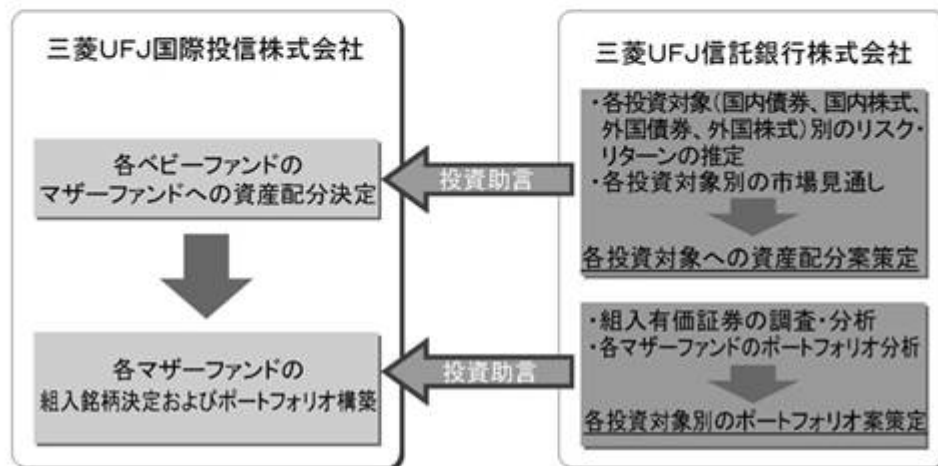 三菱UFJ国際投信株式会社
各ベビーファンドの
マザーファンドへの資産配分決定
各マザーファンドの
組入銘柄決定およびポートフォリオ構築
投資助言
投資助言
三菱UFJ信託銀行株式会社
・各投資対象(国内債券、国内株式、
外国債券、外国株式)別のリスク・
リターンの推定
・各投資対象別の市場見通し
各投資対象への資産配分案策定
・組入有価証券の調査・分析
・各マザーファンドのポートフォリオ分析
各投資対象別のポートフォリオ案策定